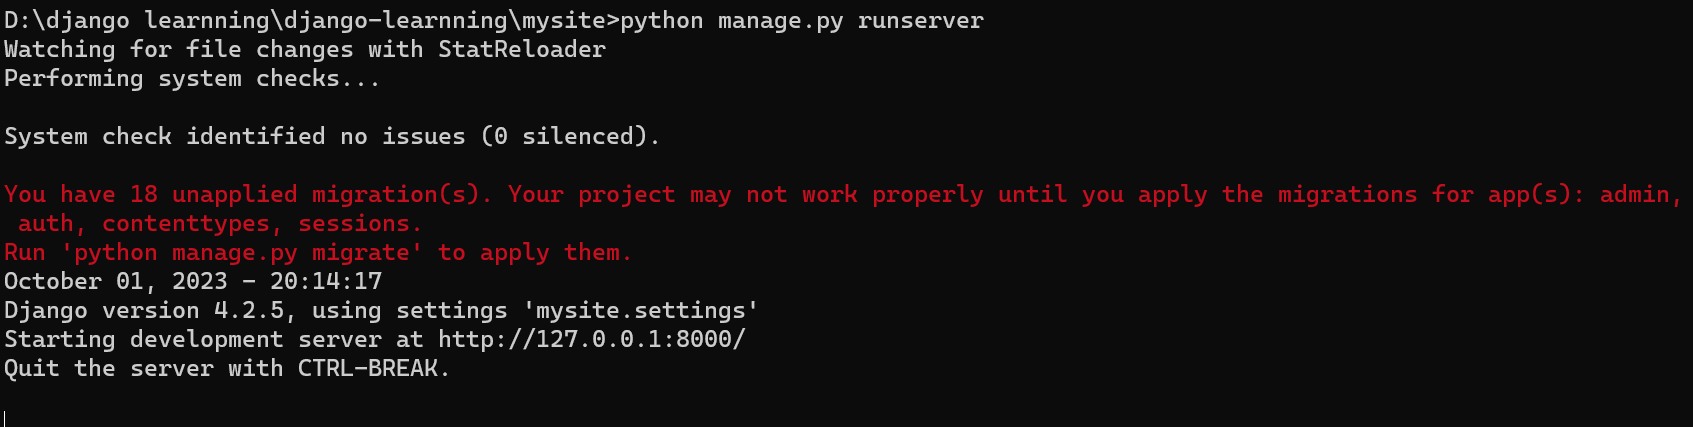 D:\django learnning\django-learnning\mysite>python manage.py runserver
Watching for file changes with StatReloader
Performing system checks...
System check identified no issues (0 silenced).
You have 18 unapplied migration(s). Your project may not work properly until you apply the migrations for app(s): admin,
auth, contenttypes, sessions.
Run 'python manage.py migrate' to apply them.
October 01, 2023 - 20:14:17
Django version 4.2.5, using settings 'mysite.settings'
Starting development server at http://127.0.0.1:8000/
Quit the server with CTRL-BREAK.